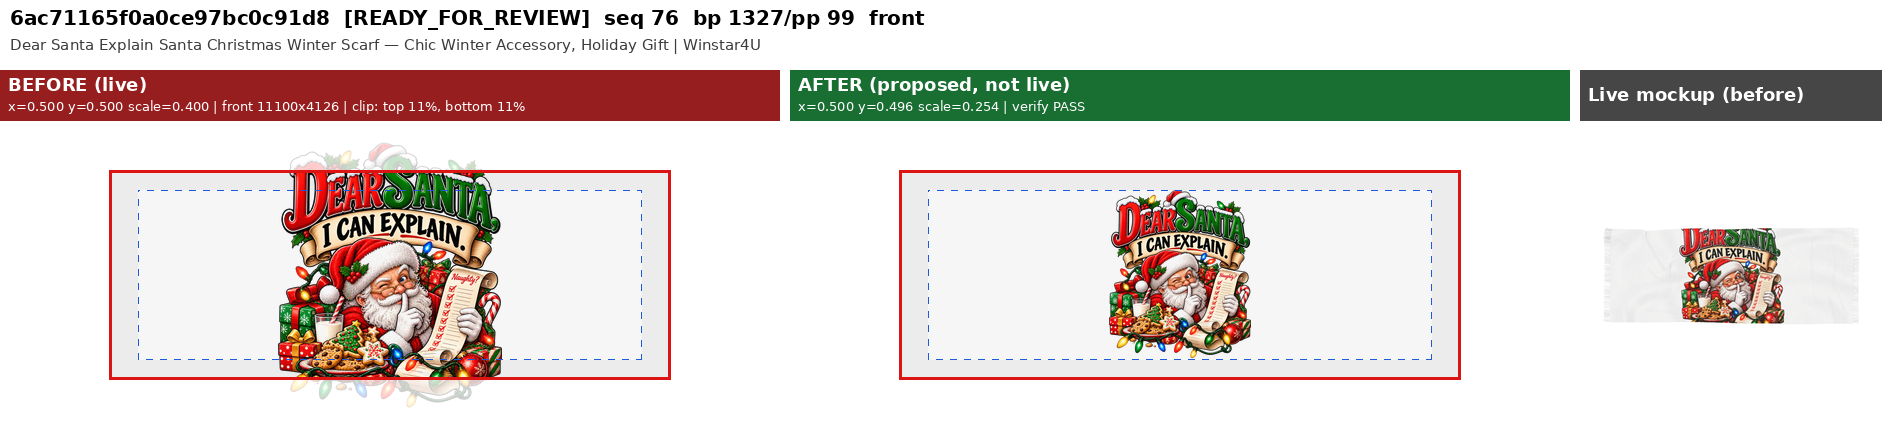 6ac71165f0a0ce97bc0c91d8 [READY_FOR_REVIEW] seq 76 bp 1327/pp 99 front
Dear Santa Explain Santa Christmas Winter Scarf — Chic Winter Accessory, Holiday Gift | Winstar4U
BEFORE (live)
x=0.500 y=0.500 scale=0.400 | front 11100x4126 | clip: top 11%, bottom 11%
AFTER (proposed, not live)
x=0.500 y=0.496 scale=0.254 | verify PASS
Live mockup (before)
DEAR SANTA
I CAN EXPLAIN.
Naughty?
DEAR SANTA
I CAN EXPLAIN.
Naughty?
DEAR SANTA
I CAN EXPLAIN.